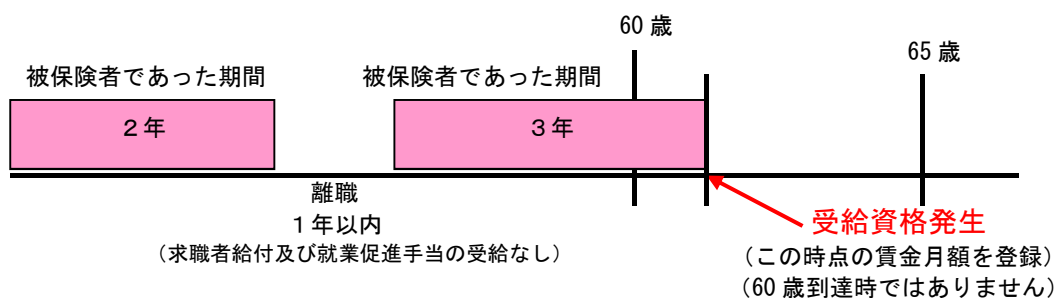 60 歳
65 歳
被保険者であった期間
被保険者であった期間
２年
３年
離職
１年以内
（求職者給付及び就業促進手当の受給なし）
受給資格発生
（この時点の賃金月額を登録）
（60 歳到達時ではありません）